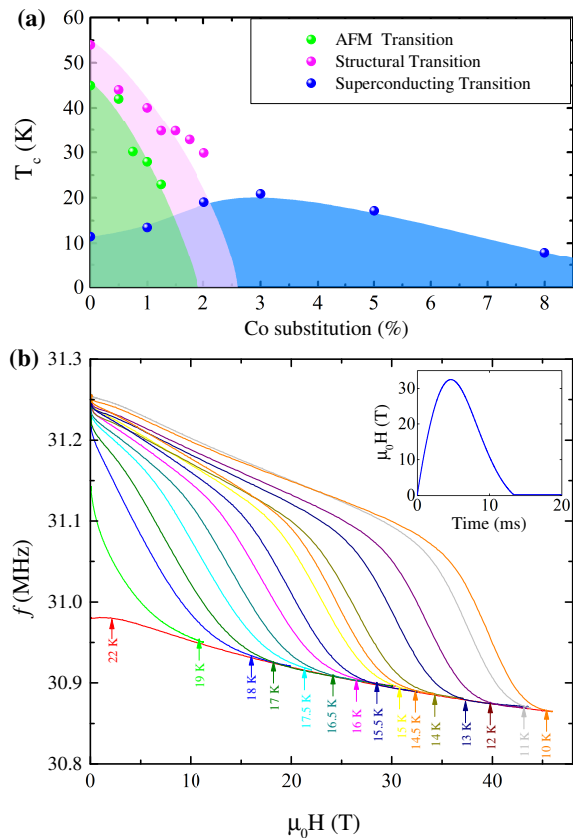 (a)
60
50
40
30
20
10
0
T_c (K)
AFM Transition
Structural Transition
Superconducting Transition
0 1 2 3 4 5 6 7 8
Co substitution (%)
(b)
31.3
31.2
31.1
31.0
30.9
30.8
f (MHz)
30
20
10
0
μ₀H (T)
0 10 20
Time (ms)
22 K
19 K
18 K
17 K
17.5 K
16.5 K
16 K
15.5 K
15 K
14.5 K
14 K
13 K
12 K
11 K
10 K
0 10 20 30 40
μ₀H (T)